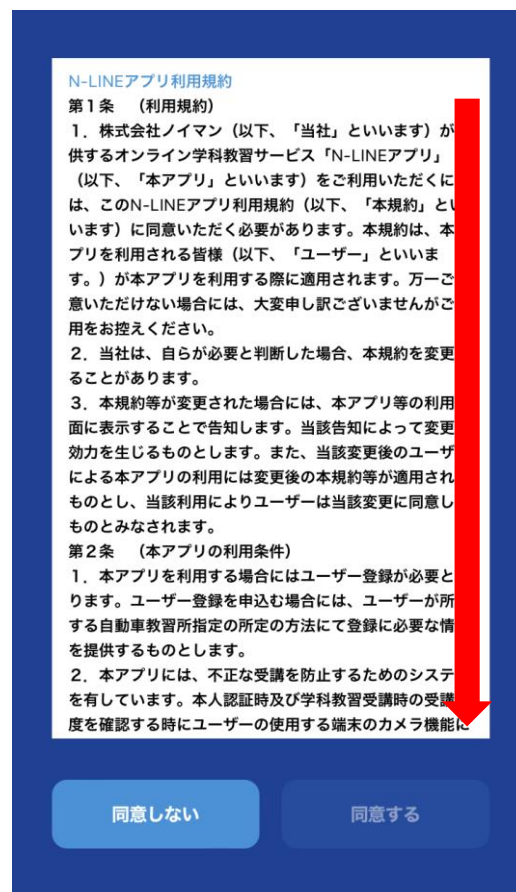 N-LINEアプリ利用規約
第1条　（利用規約）
1．株式会社ノイマン（以下、「当社」といいます）が
供するオンライン学科教習サービス「N-LINEアプリ」
（以下、「本アプリ」といいます）をご利用いただくに
は、このN-LINEアプリ利用規約（以下、「本規約」とい
います）に同意いただく必要があります。本規約は、本
プリを利用される皆様（以下、「ユーザー」といいま
す。）が本アプリを利用する際に適用されます。万一ご
意いただけない場合には、大変申し訳ございませんがご
用をお控えください。
2．当社は、自らが必要と判断した場合、本規約を変更
ることがあります。
3．本規約等が変更された場合には、本アプリ等の利用
面に表示することで告知します。当該告知によって変更
効力を生じるものとします。また、当該変更後のユーザ
による本アプリの利用には変更後の本規約等が適用され
ものとし、当該利用によりユーザーは当該変更に同意し
ものとみなされます。
第2条　（本アプリの利用条件）
1．本アプリを利用する場合にはユーザー登録が必要と
ります。ユーザー登録を申込む場合には、ユーザーが所
する自動車教習所指定の所定の方法にて登録に必要な情
を提供するものとします。
2．本アプリには、不正な受講を防止するためのシステ
を有しています。本人認証時及び学科教習受講時の受講
度を確認する時にユーザーの使用する端末のカメラ機能に
同意しない
同意する